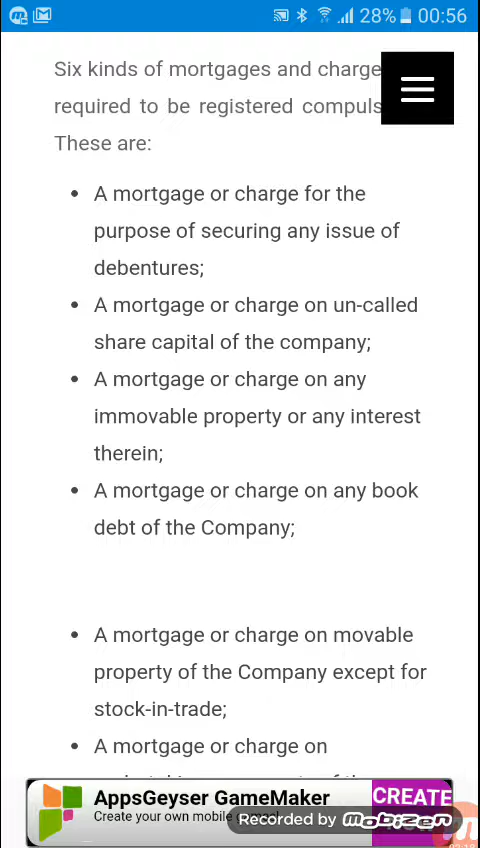 28% 00:56
Six kinds of mortgages and charge
required to be registered compuls
These are:
• A mortgage or charge for the
purpose of securing any issue of
debentures;
• A mortgage or charge on un-called
share capital of the company;
• A mortgage or charge on any
immovable property or any interest
therein;
• A mortgage or charge on any book
debt of the Company;
• A mortgage or charge on movable
property of the Company except for
stock-in-trade;
• A mortgage or charge on
AppsGeyser GameMaker
Create your own mobile
CREATE
Recorded by mobizen
02:18